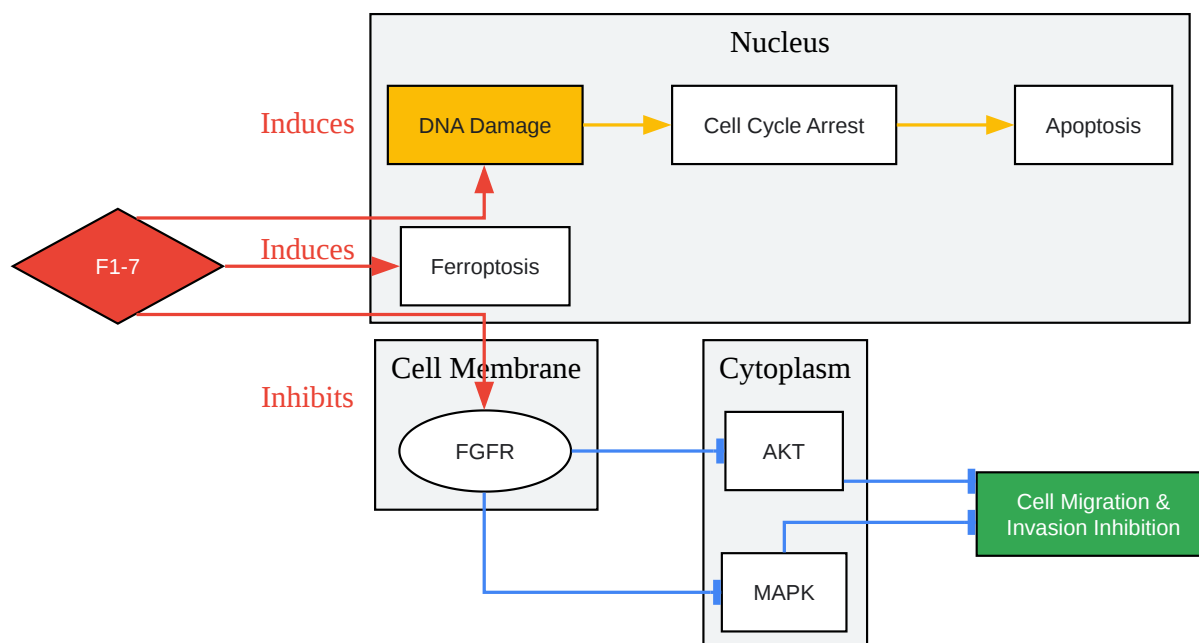 Nucleus
Induces
DNA Damage
Cell Cycle Arrest
Apoptosis
F1-7
Induces
Ferroptosis
Cell Membrane
Cytoplasm
Inhibits
FGFR
AKT
Cell Migration &
Invasion Inhibition
MAPK